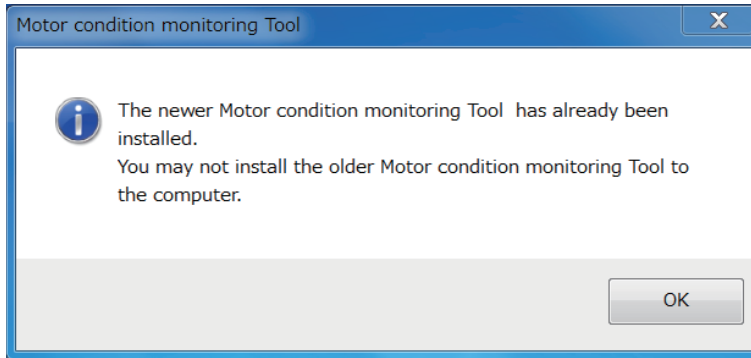 Motor condition monitoring Tool
The newer Motor condition monitoring Tool  has already been
installed.
You may not install the older Motor condition monitoring Tool to
the computer.
OK